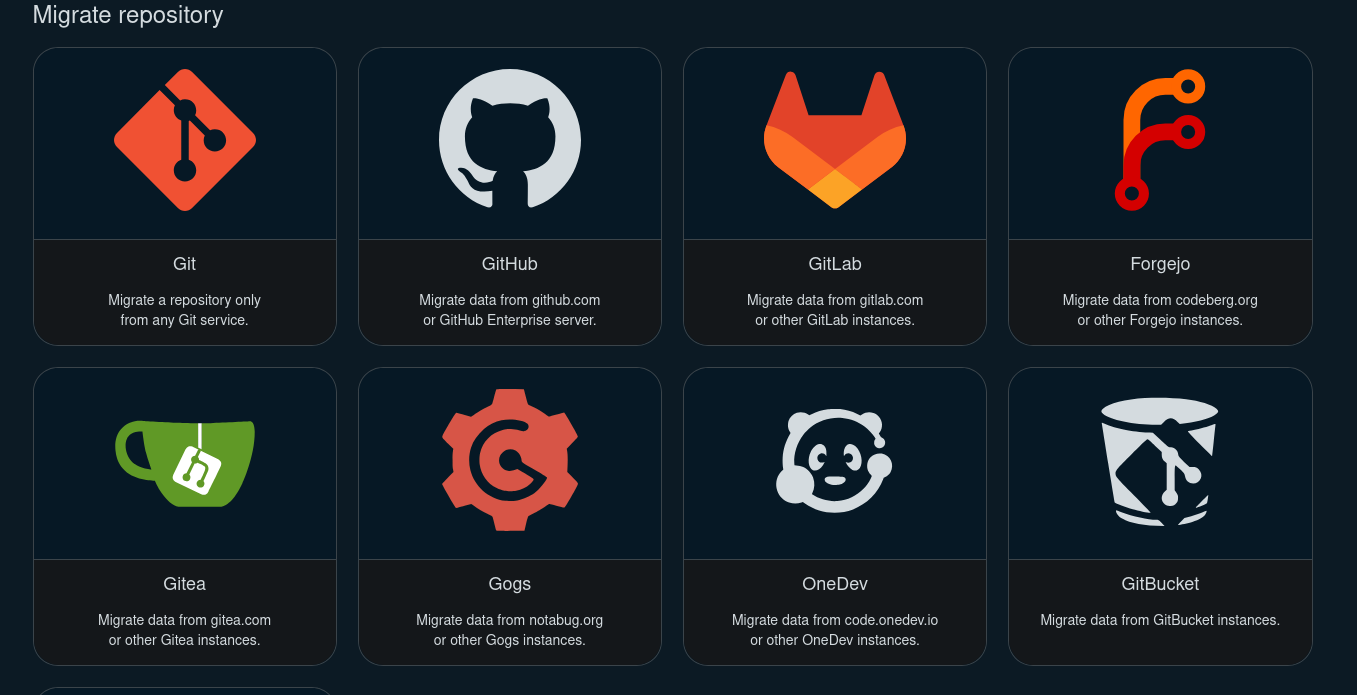 Migrate repository
Git
Migrate a repository only
from any Git service.
GitHub
Migrate data from github.com
or GitHub Enterprise server.
GitLab
Migrate data from gitlab.com
or other GitLab instances.
Forgejo
Migrate data from codeberg.org
or other Forgejo instances.
Gitea
Migrate data from gitea.com
or other Gitea instances.
Gogs
Migrate data from notabug.org
or other Gogs instances.
OneDev
Migrate data from code.onedev.io
or other OneDev instances.
GitBucket
Migrate data from GitBucket instances.